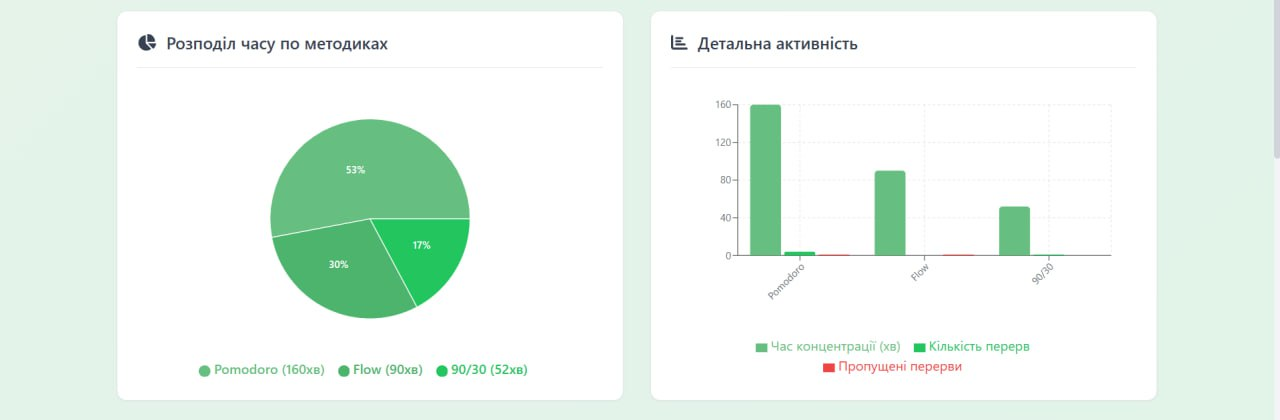 Розподіл часу по методиках
53%
30%
17%
Pomodoro (160хв) Flow (90хв) 90/30 (52хв)
Детальна активність
160
120
80
40
0
Pomodoro
Flow
90/30
Час концентрації (хв) Кількість перерв
Пропущені перерви